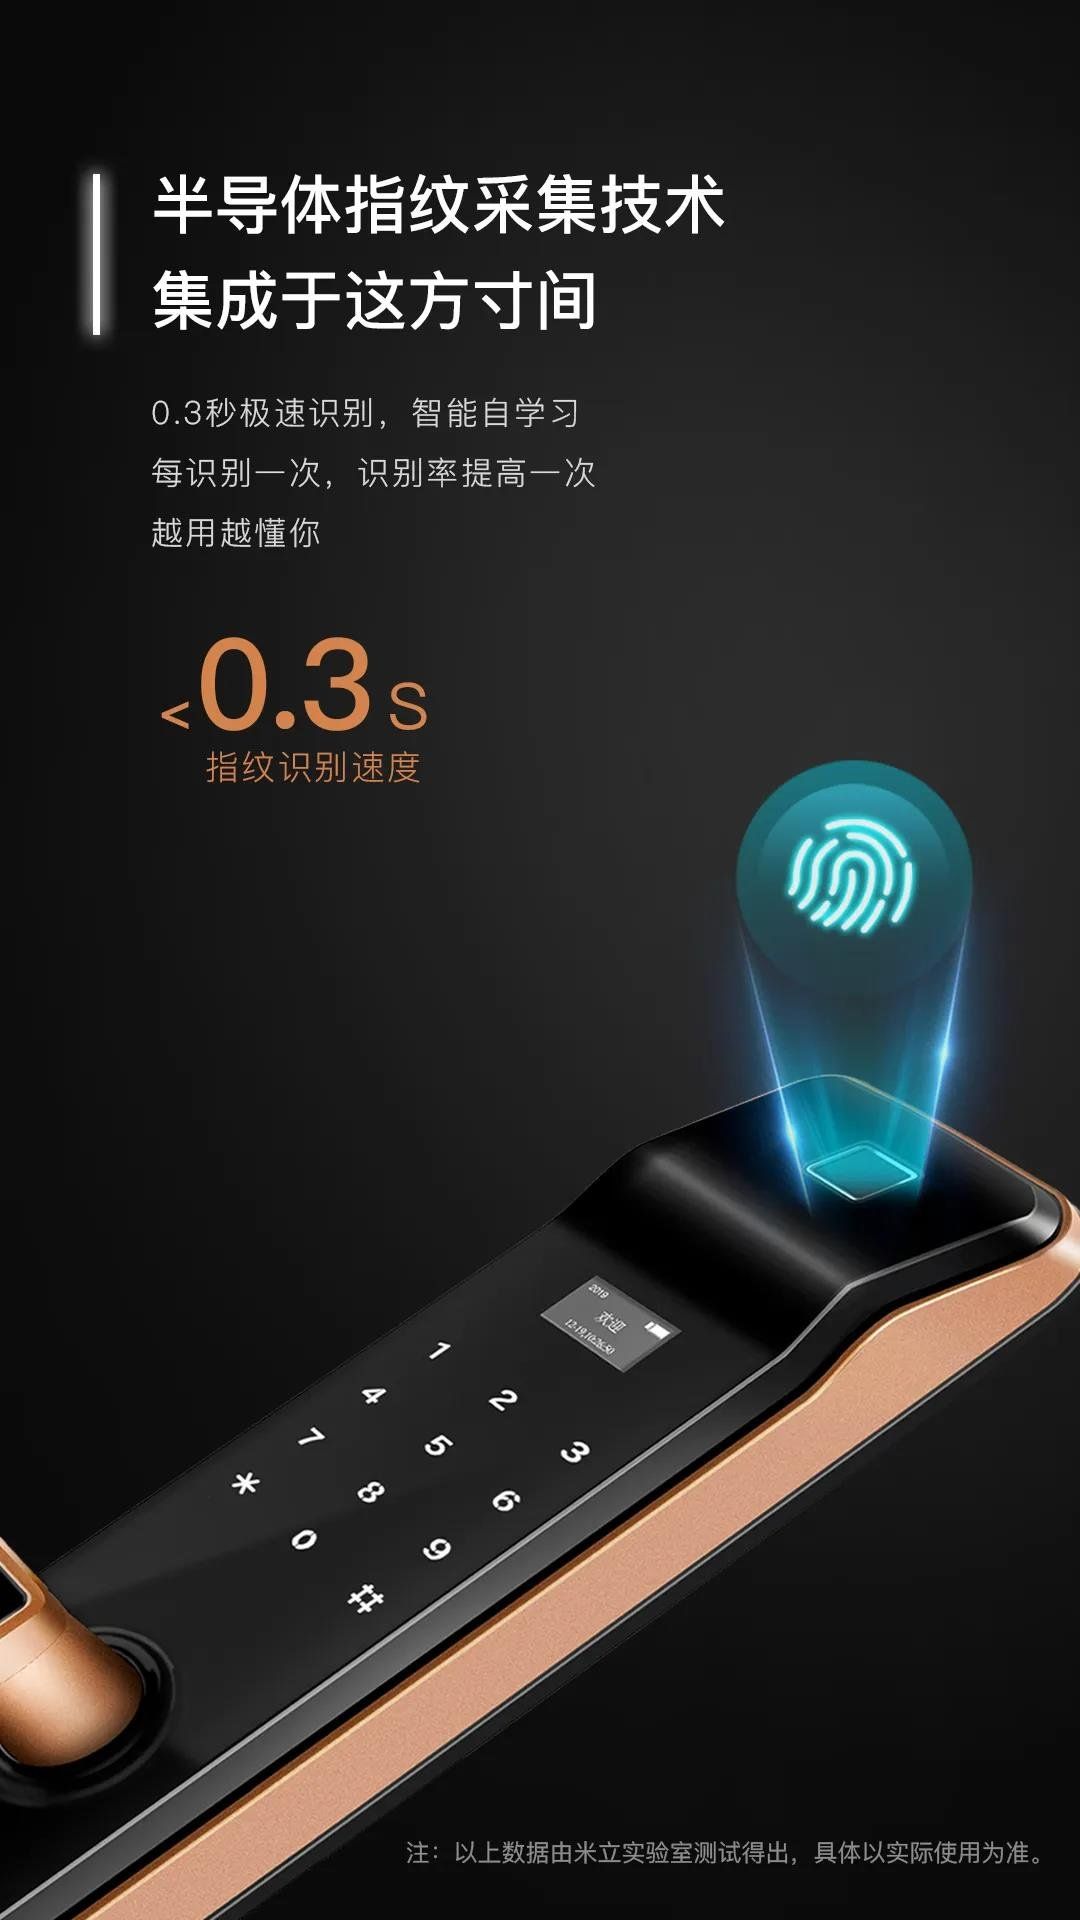 半导体指纹采集技术
集成于这方寸间
0.3秒极速识别，智能自学习
每识别一次，识别率提高一次
越用越懂你
<0.3s
指纹识别速度
2019
欢迎
12-19,10:26:50
1
2
3
4
5
6
7
8
9
*
0
#
注：以上数据由米立实验室测试得出，具体以实际使用为准。